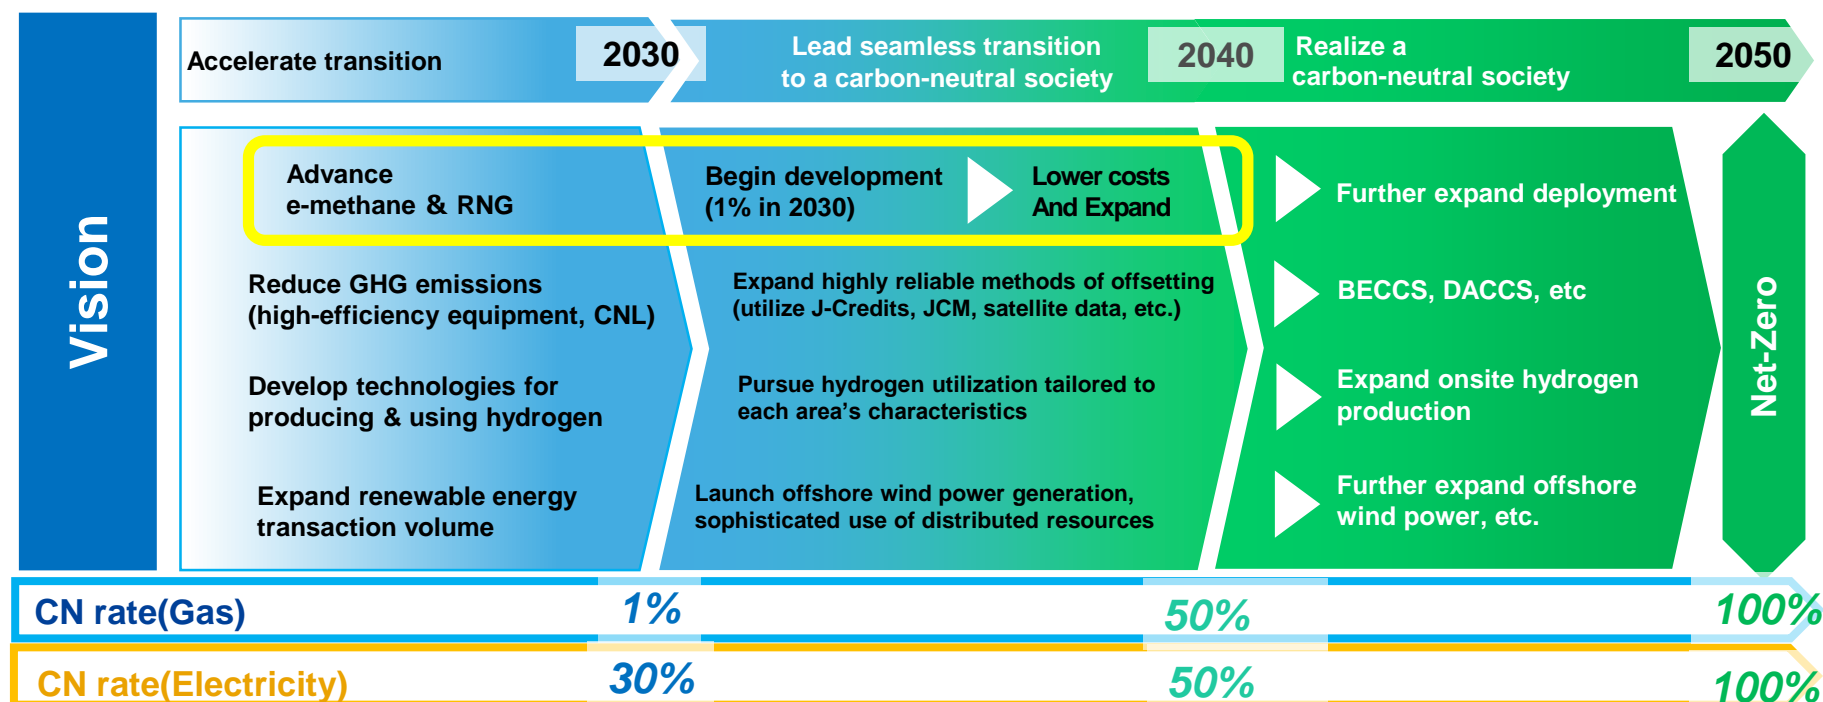 Vision
Accelerate transition
2030
Lead seamless transition
to a carbon-neutral society
2040
Realize a
carbon-neutral society
2050
Advance
e-methane & RNG
Begin development
(1% in 2030)
Lower costs
And Expand
Further expand deployment
Reduce GHG emissions
(high-efficiency equipment, CNL)
Expand highly reliable methods of offsetting
(utilize J-Credits, JCM, satellite data, etc.)
BECCS, DACCS, etc
Develop technologies for
producing & using hydrogen
Pursue hydrogen utilization tailored to
each area's characteristics
Expand onsite hydrogen
production
Expand renewable energy
transaction volume
Launch offshore wind power generation,
sophisticated use of distributed resources
Further expand offshore
wind power, etc.
Net-Zero
CN rate(Gas)
1%
50%
100%
CN rate(Electricity)
30%
50%
100%